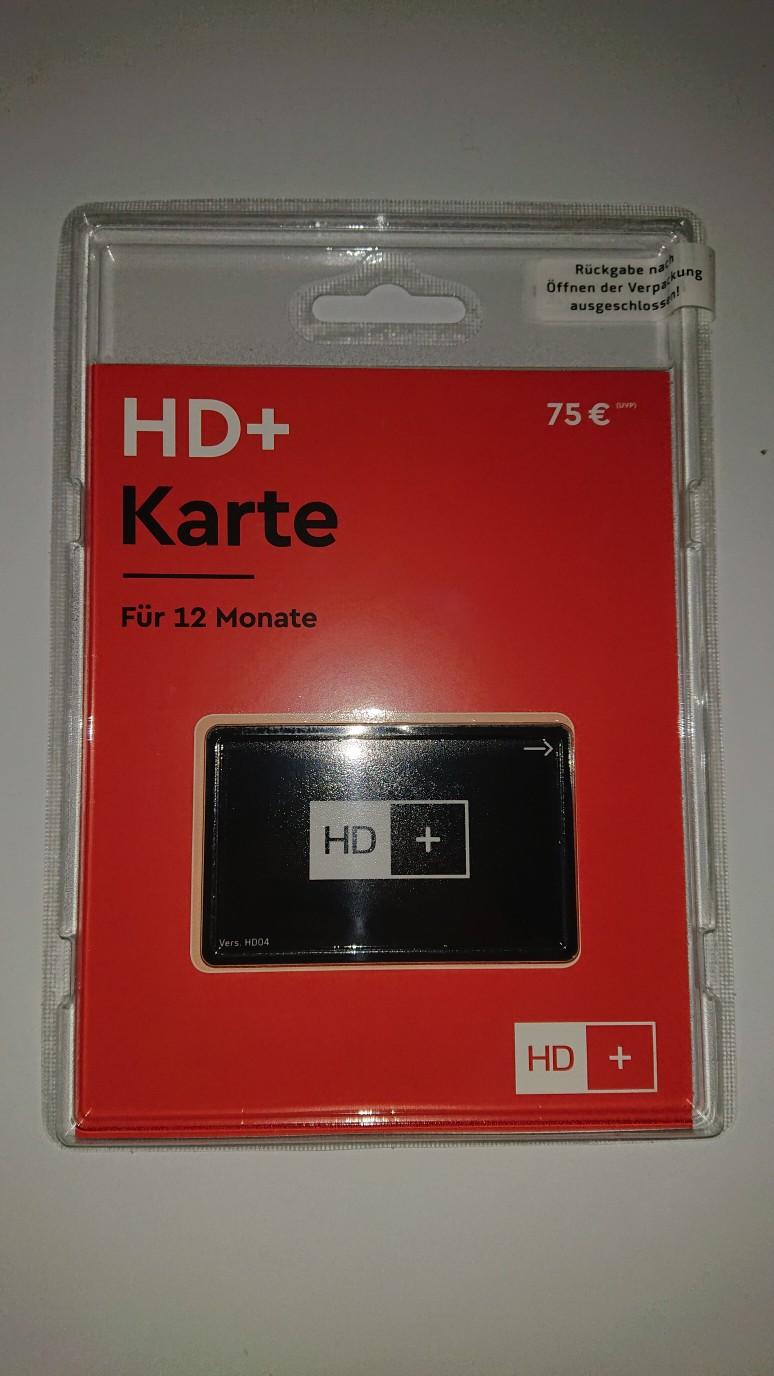 Rückgabe nach
Öffnen der Verpackung
ausgeschlossen!
HD+
75 € (UVP)
Karte
Für 12 Monate
→
HD +
Vers. HD04
HD +